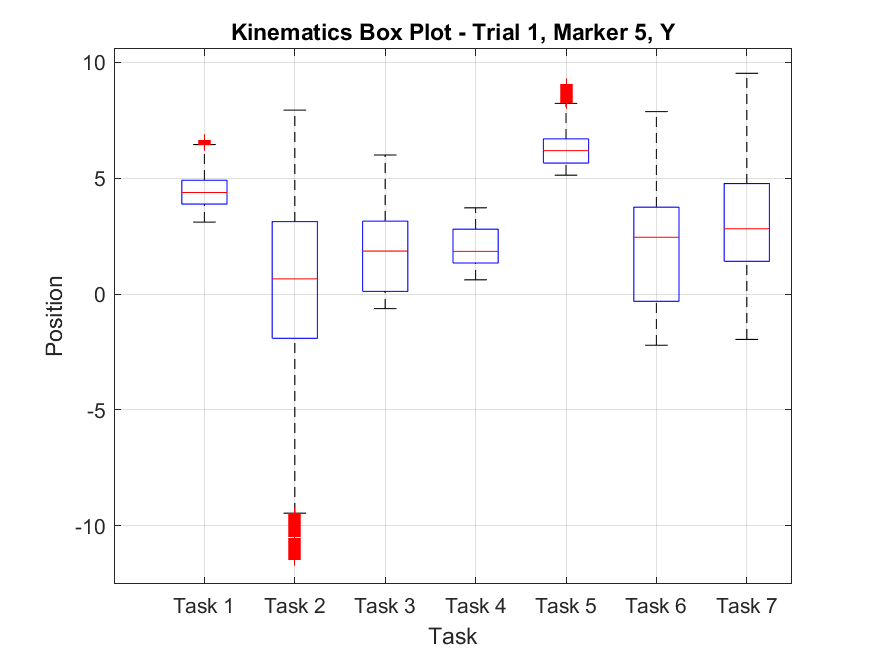 Kinematics Box Plot - Trial 1, Marker 5, Y
10
5
0
-5
-10
Position
Task 1 Task 2 Task 3 Task 4 Task 5 Task 6 Task 7
Task